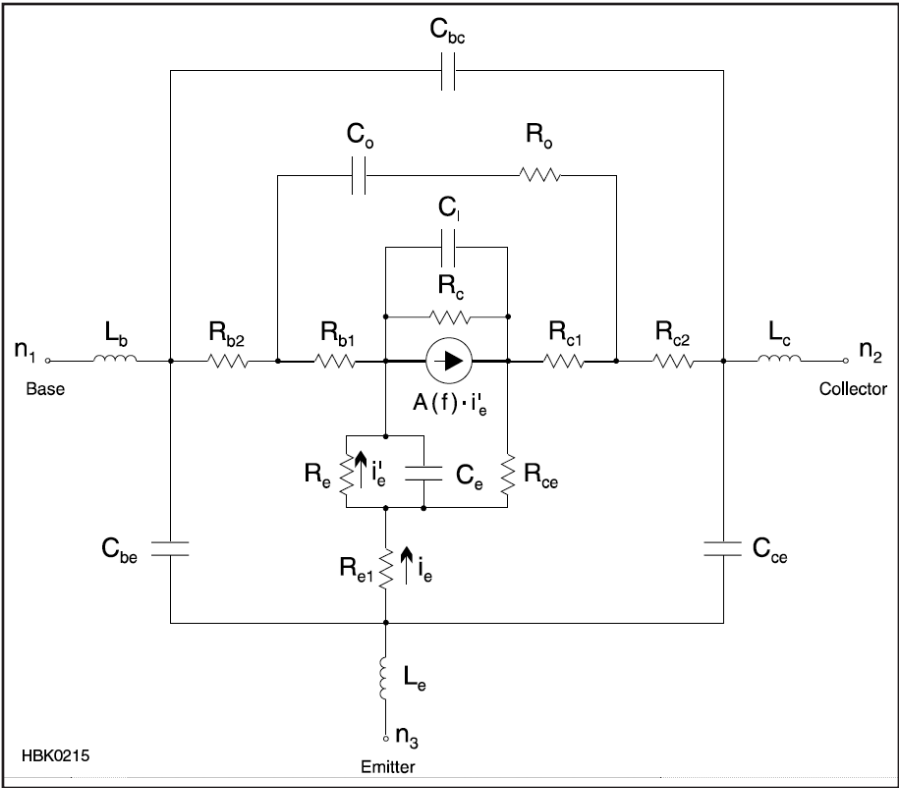 C_bc
C_o R_o
C_l
R_c
n_1 L_b R_b2 R_b1 R_c1 R_c2 L_c n_2
Base Collector
A(f)·i'_e
R_e i'_e C_e R_ce
C_be C_ce
R_e1 i_e
L_e
n_3
HBK0215
Emitter